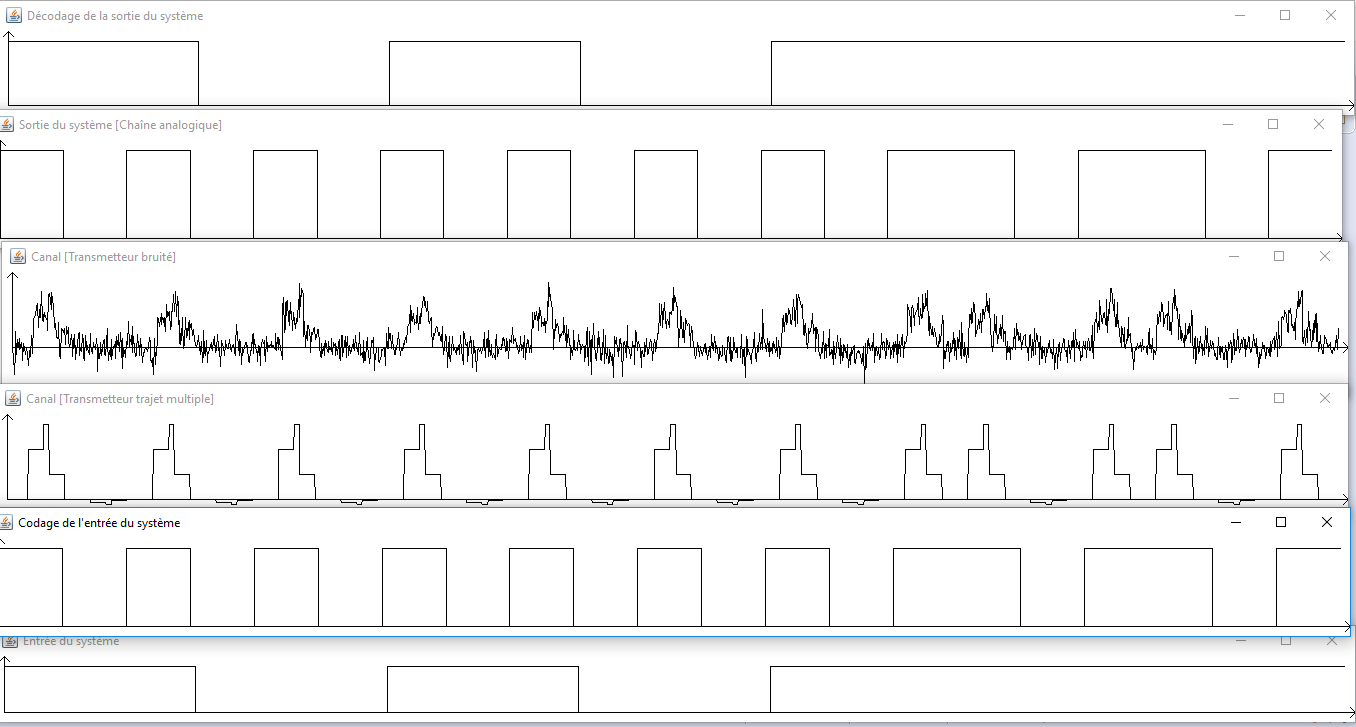 Décodage de la sortie du système
Sortie du système [Chaîne analogique]
Canal [Transmetteur bruité]
Canal [Transmetteur trajet multiple]
Codage de l'entrée du système
Entrée du système